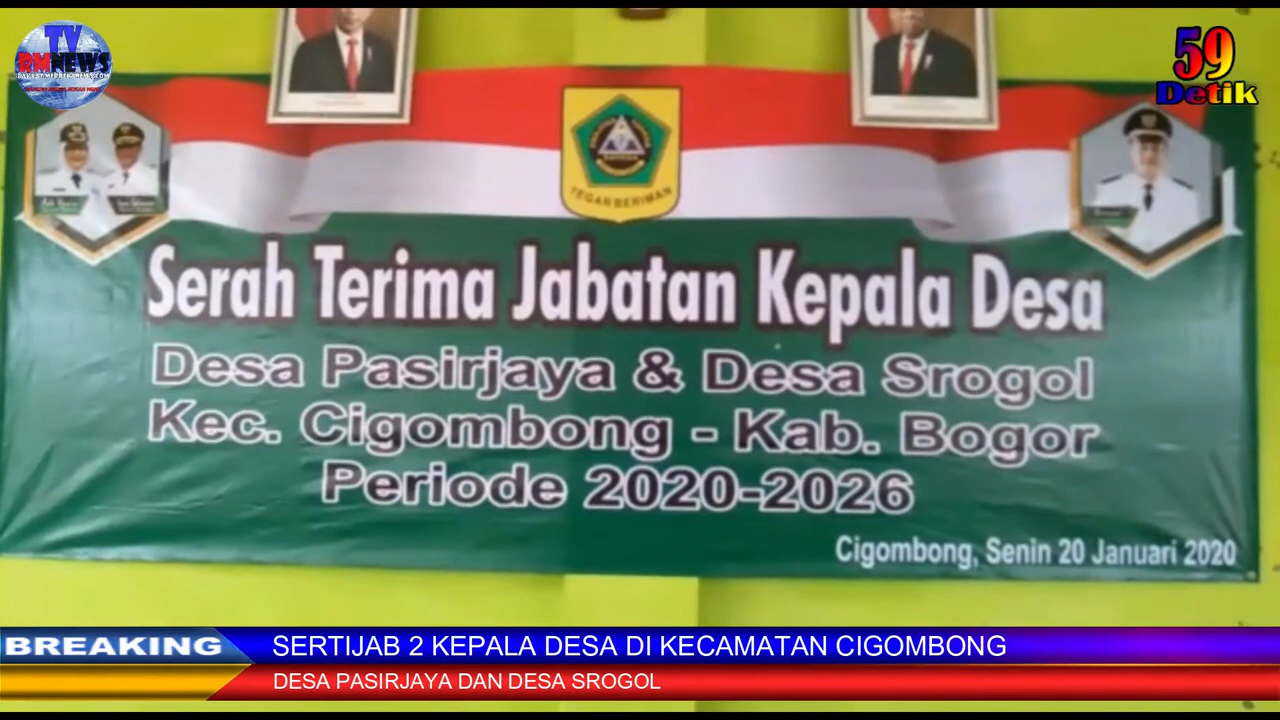 TV
RMNEWS
59
Detik
TEGAR BERIMAN
Serah Terima Jabatan Kepala Desa
Desa Pasirjaya & Desa Srogol
Kec. Cigombong - Kab. Bogor
Periode 2020-2026
Cigombong, Senin 20 Januari 2020
BREAKING
SERTIJAB 2 KEPALA DESA DI KECAMATAN CIGOMBONG
DESA PASIRJAYA DAN DESA SROGOL